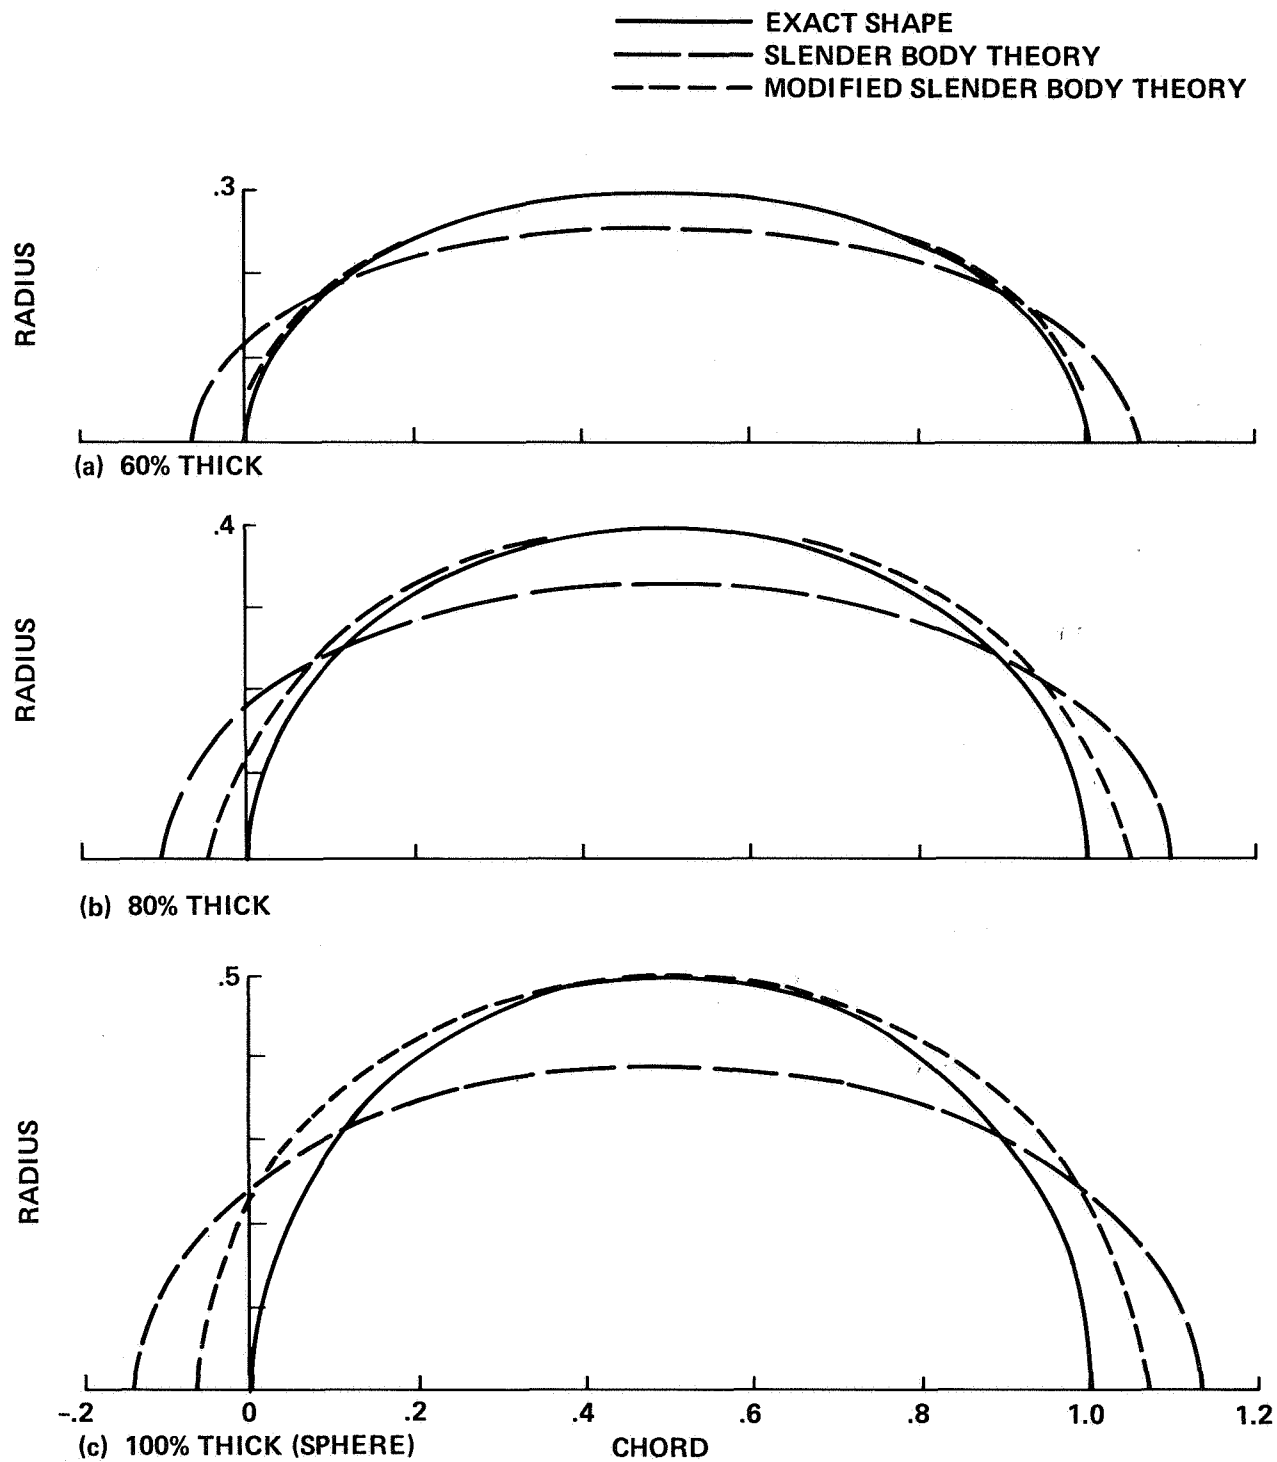 EXACT SHAPE
SLENDER BODY THEORY
MODIFIED SLENDER BODY THEORY
.3
RADIUS
(a) 60% THICK
.4
RADIUS
(b) 80% THICK
.5
RADIUS
-.2 0 .2 .4 .6 .8 1.0 1.2
(c) 100% THICK (SPHERE) CHORD